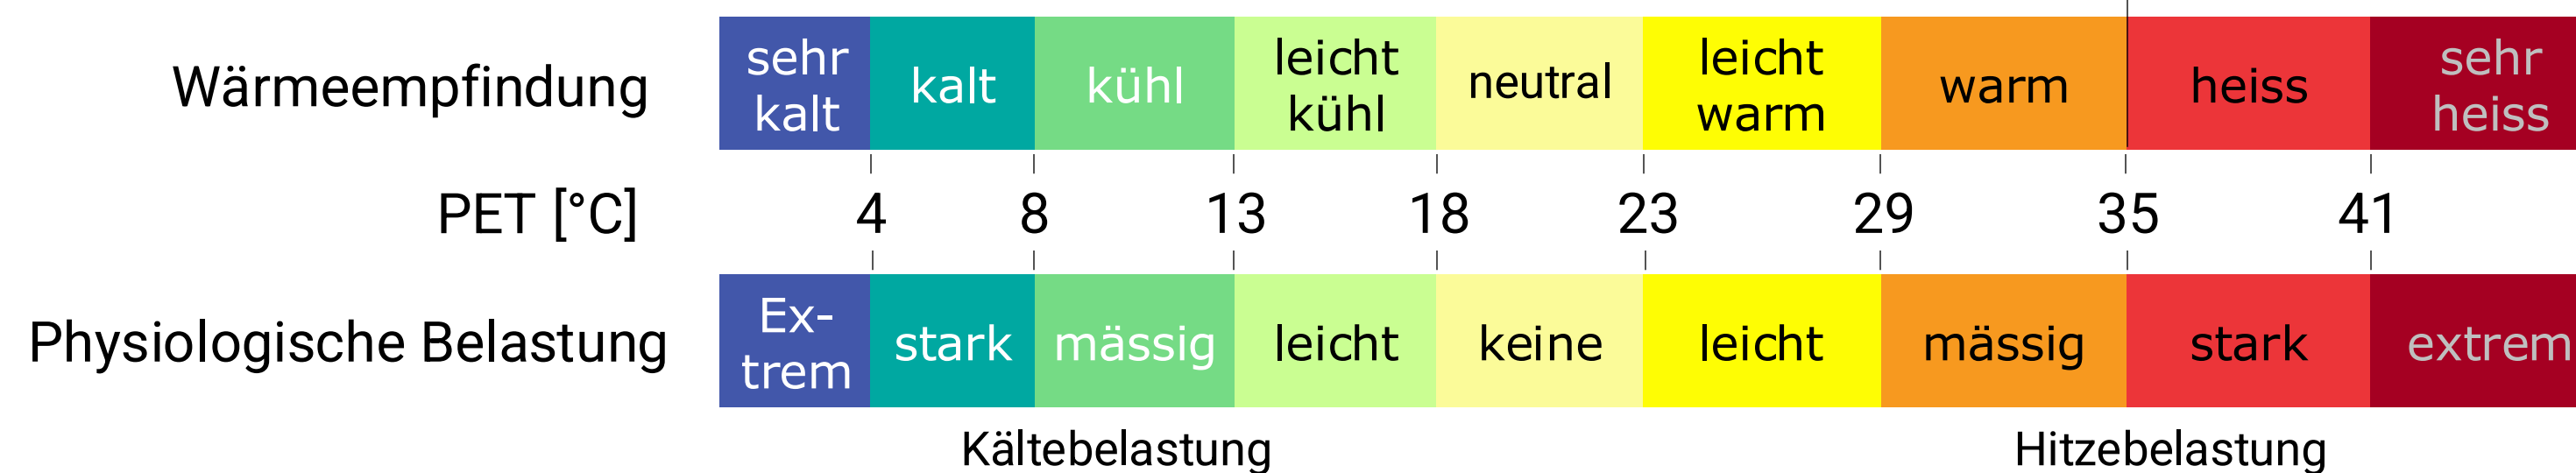 Wärmeempfindung
sehr kalt
kalt
kühl
leicht kühl
neutral
leicht warm
warm
heiss
sehr heiss
PET [°C]
4 8 13 18 23 29 35 41
Physiologische Belastung
Ex-
trem
stark
mässig
leicht
keine
leicht
mässig
stark
extrem
Kältebelastung
Hitzebelastung